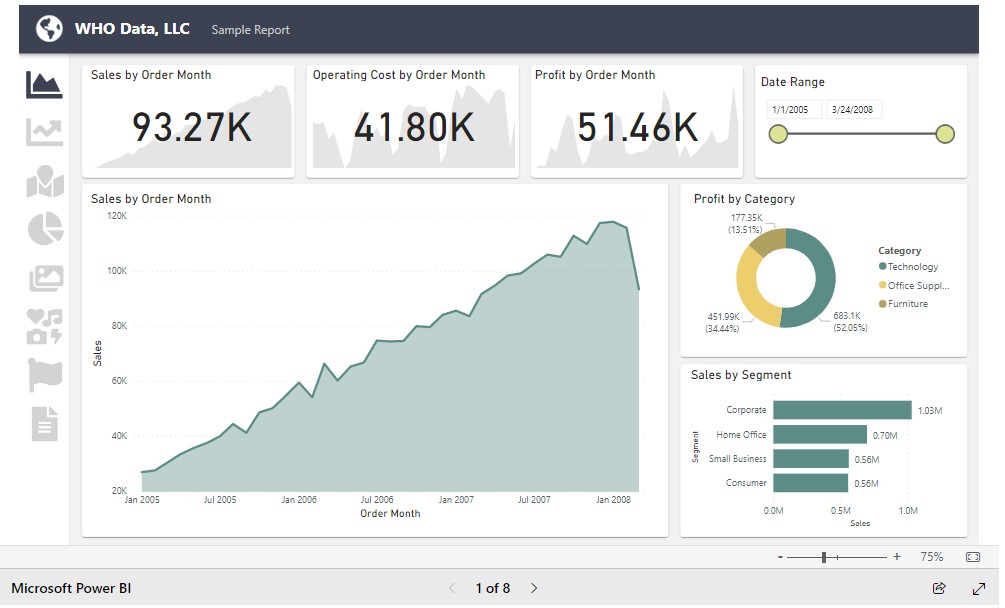 WHO Data, LLC Sample Report
Sales by Order Month
93.27K
Operating Cost by Order Month
41.80K
Profit by Order Month
51.46K
Date Range
1/1/2005 3/24/2008
Sales by Order Month
120K
100K
80K
60K
40K
20K
Sales
Jan 2005 Jul 2005 Jan 2006 Jul 2006 Jan 2007 Jul 2007 Jan 2008
Order Month
Profit by Category
177.35K
(13.51%)
451.99K
(34.44%)
683.1K
(52.05%)
Category
Technology
Office Suppl...
Furniture
Sales by Segment
Segment
Corporate 1.03M
Home Office 0.70M
Small Business 0.56M
Consumer 0.56M
0.0M 0.5M 1.0M
Sales
- + 75%
Microsoft Power BI 1 of 8